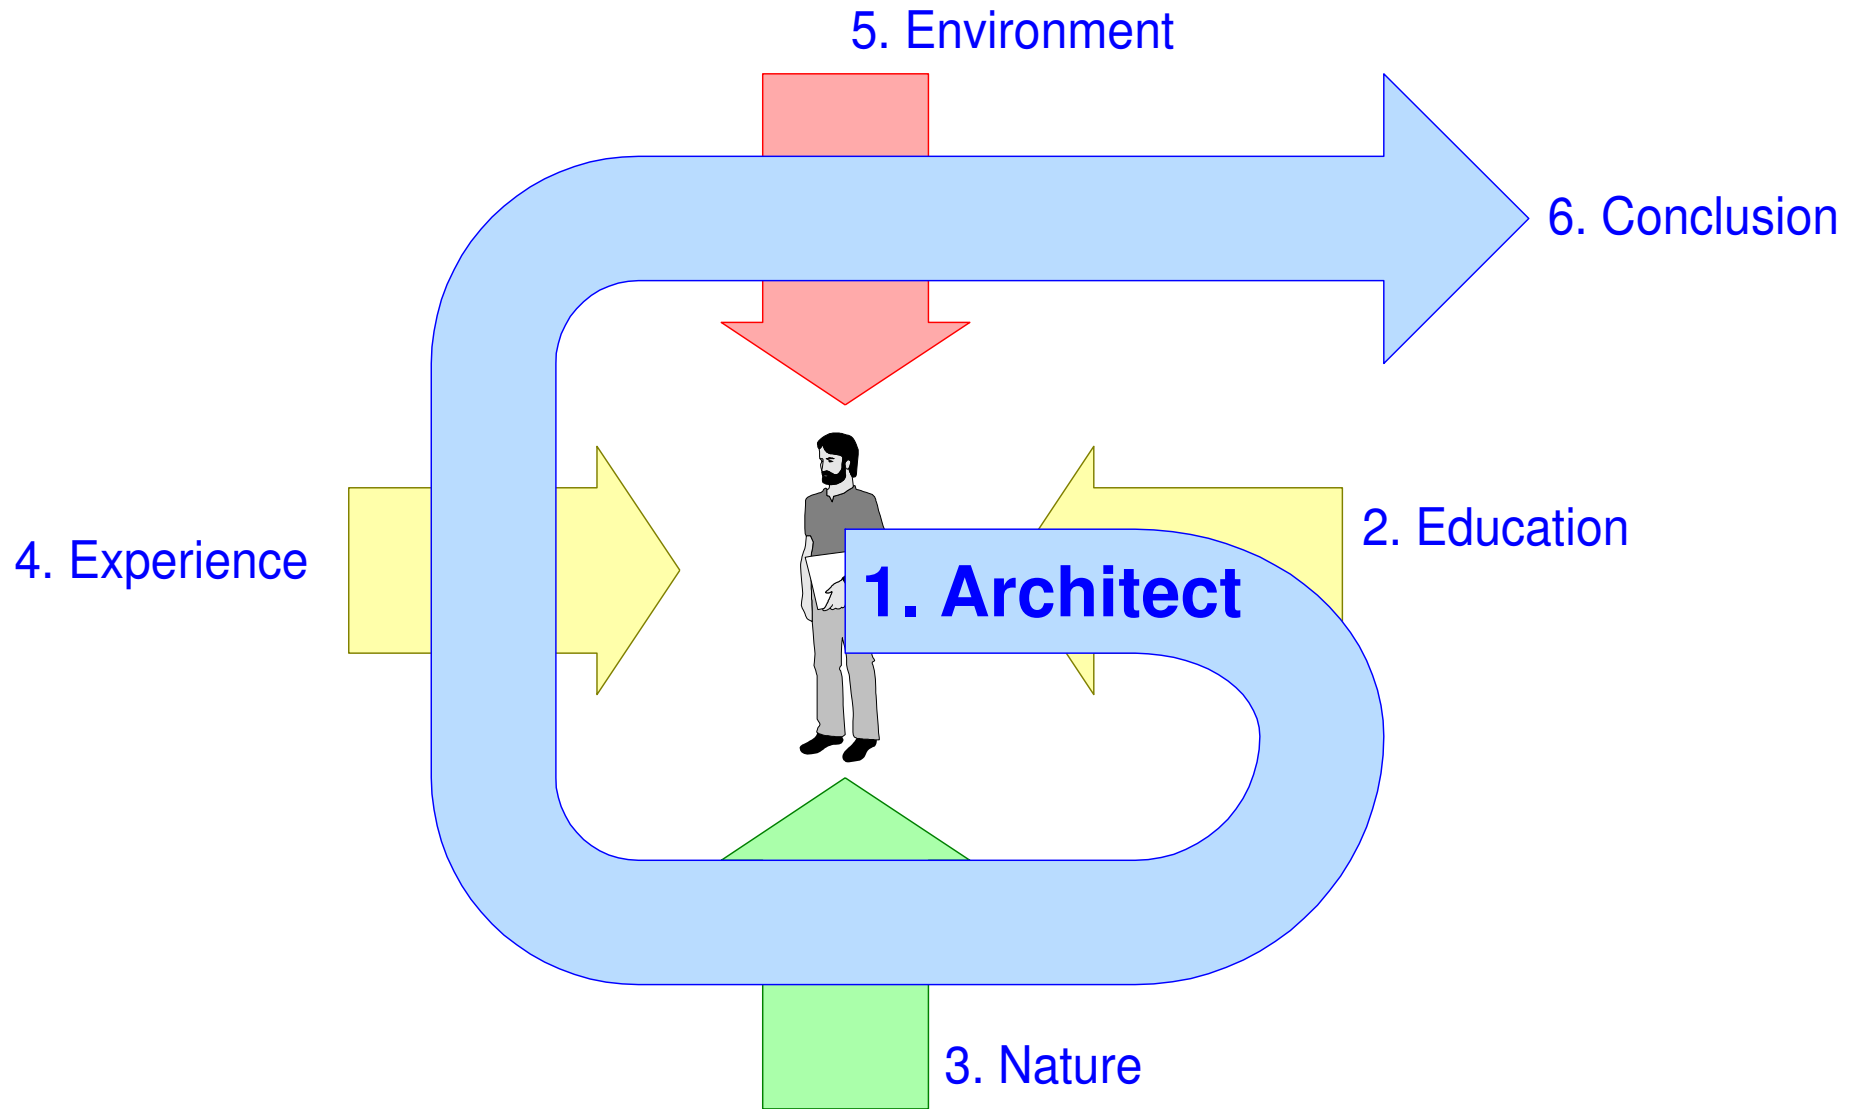 5. Environment
6. Conclusion
2. Education
4. Experience
1. Architect
3. Nature